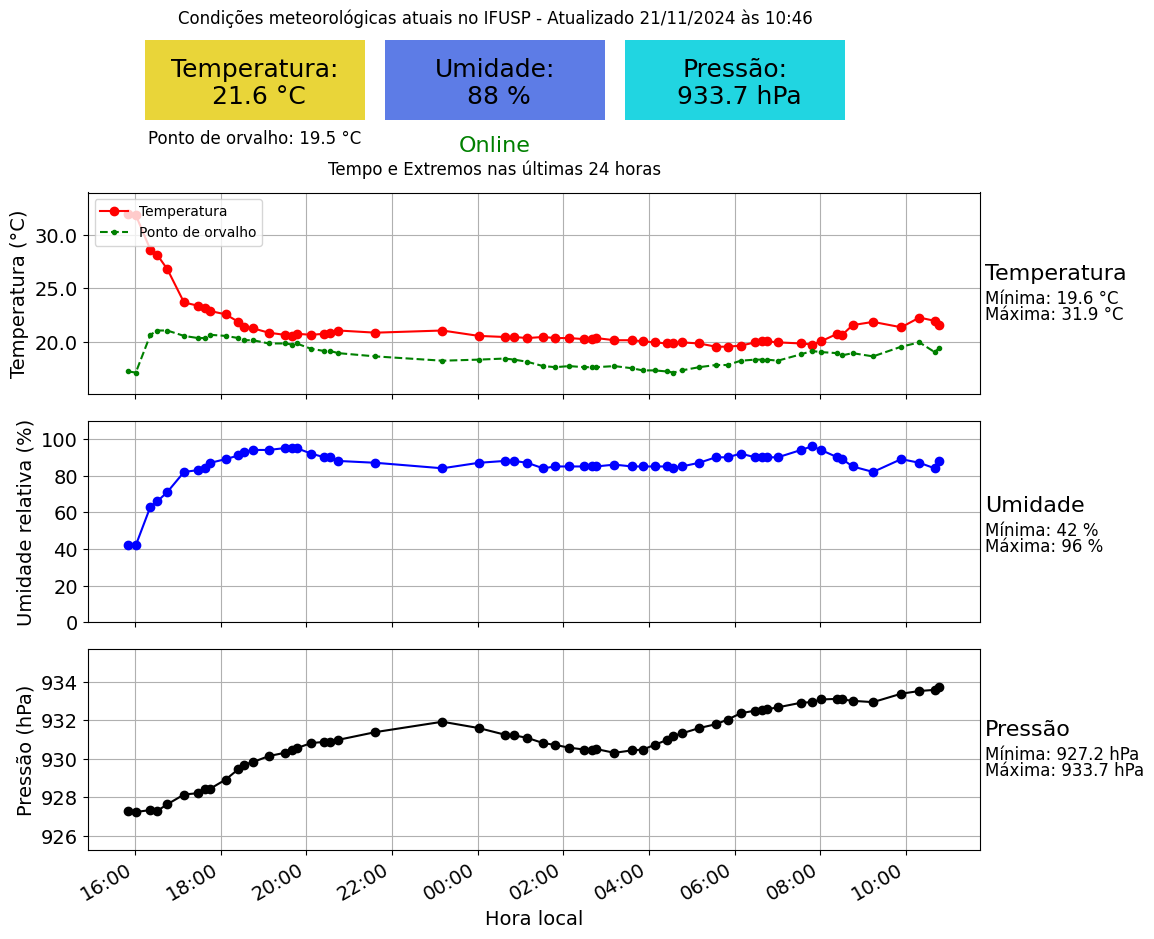 Condições meteorológicas atuais no IFUSP - Atualizado 21/11/2024 às 10:46
Temperatura:
21.6 °C
Umidade:
88 %
Pressão:
933.7 hPa
Ponto de orvalho: 19.5 °C
Online
Tempo e Extremos nas últimas 24 horas
Temperatura (°C)
30.0
25.0
20.0
Temperatura
Ponto de orvalho
Temperatura
Mínima: 19.6 °C
Máxima: 31.9 °C
Umidade relativa (%)
100
80
60
40
20
0
Umidade
Mínima: 42 %
Máxima: 96 %
Pressão (hPa)
934
932
930
928
926
Pressão
Mínima: 927.2 hPa
Máxima: 933.7 hPa
16:00
18:00
20:00
22:00
00:00
02:00
04:00
06:00
08:00
10:00
Hora local